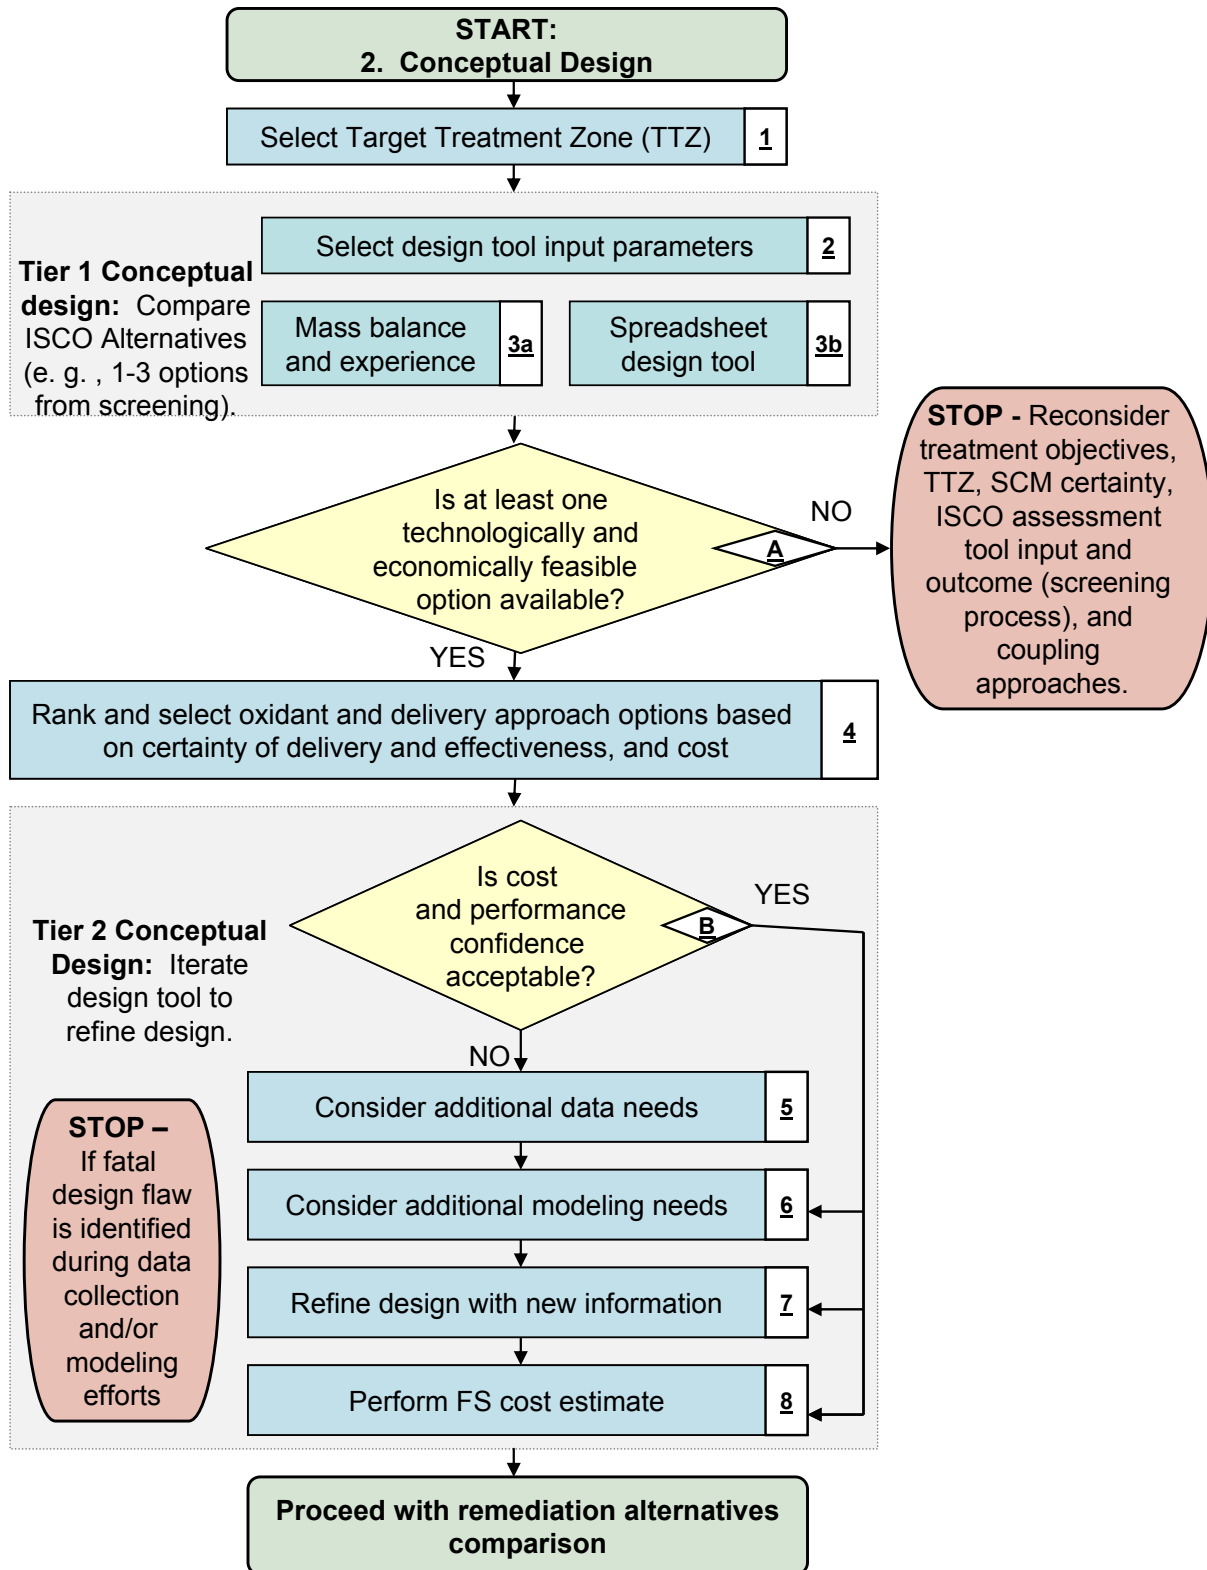 START:
2. Conceptual Design
Select Target Treatment Zone (TTZ)
1
Select design tool input parameters
2
Tier 1 Conceptual
design: Compare
ISCO Alternatives
(e. g. , 1-3 options
from screening).
Mass balance
and experience
3a
Spreadsheet
design tool
3b
Is at least one
technologically and
economically feasible
option available?
A
NO
STOP - Reconsider
treatment objectives,
TTZ, SCM certainty,
ISCO assessment
tool input and
outcome (screening
process), and
coupling
approaches.
YES
Rank and select oxidant and delivery approach options based
on certainty of delivery and effectiveness, and cost
4
Is cost
and performance
confidence
acceptable?
B
YES
Tier 2 Conceptual
Design: Iterate
design tool to
refine design.
NO
Consider additional data needs
5
STOP –
If fatal
design flaw
is identified
during data
collection
and/or
modeling
efforts
Consider additional modeling needs
6
Refine design with new information
7
Perform FS cost estimate
8
Proceed with remediation alternatives
comparison